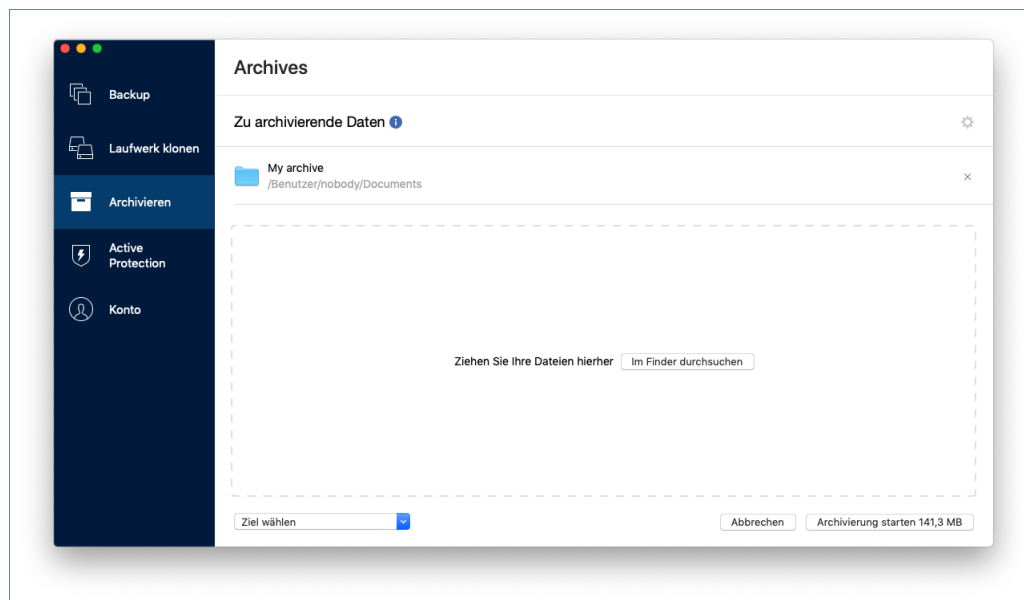 Archives
Backup
Zu archivierende Daten
Laufwerk klonen
My archive
/Benutzer/nobody/Documents
Archivieren
Active
Protection
Konto
Ziehen Sie Ihre Dateien hierher Im Finder durchsuchen
Ziel wählen Abbrechen Archivierung starten 141,3 MB